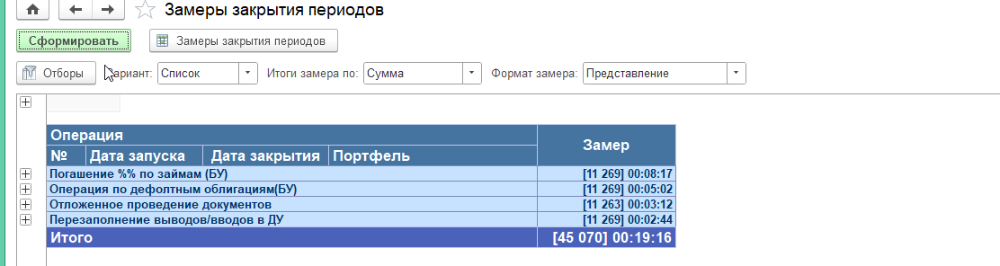 Замеры закрытия периодов
Сформировать Замеры закрытия периодов
Отборы Вариант: Список Итоги замера по: Сумма Формат замера: Представление
Операция Замер
№ Дата запуска Дата закрытия Портфель
Погашение %% по займам (БУ) [11 269] 00:08:17
Операция по дефолтным облигациям(БУ) [11 269] 00:05:02
Отложенное проведение документов [11 263] 00:03:12
Перезаполнение выводов/вводов в ДУ [11 269] 00:02:44
Итого [45 070] 00:19:16